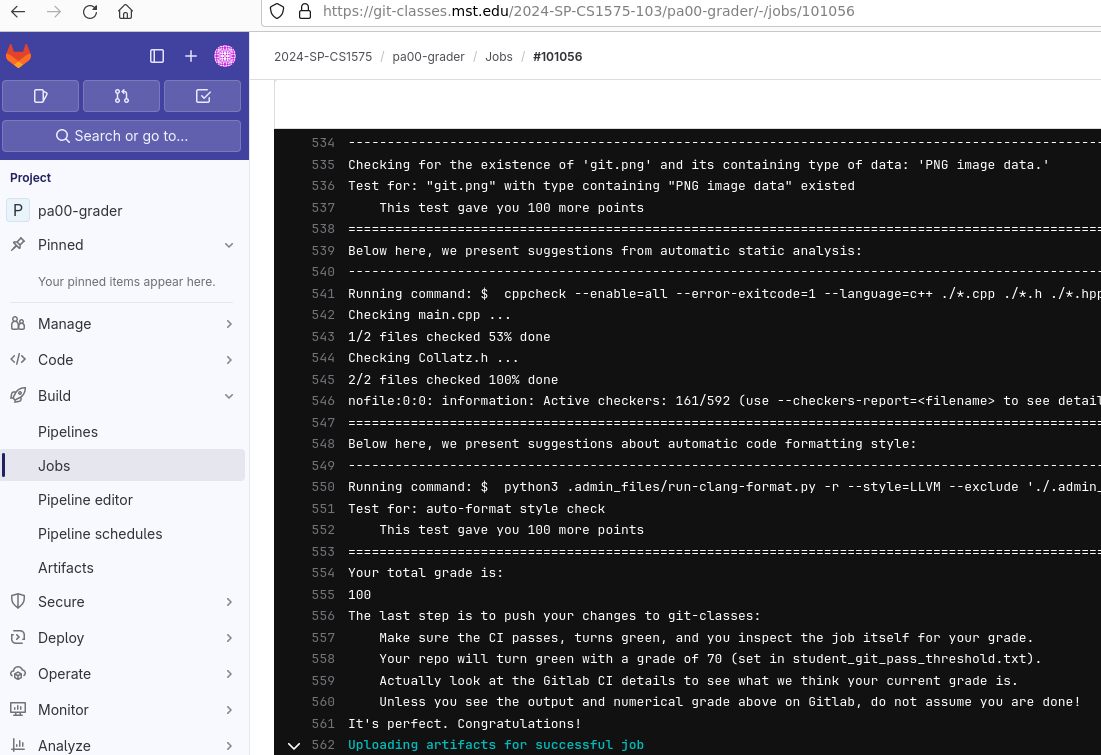 https://git-classes.mst.edu/2024-SP-CS1575-103/pa00-grader/-/jobs/101056
2024-SP-CS1575 / pa00-grader / Jobs / #101056
Search or go to...
Project
P pa00-grader
Pinned
Your pinned items appear here.
Manage
Code
Build
Pipelines
Jobs
Pipeline editor
Pipeline schedules
Artifacts
Secure
Deploy
Operate
Monitor
Analyze
534 ------------------------------------------------------------------------------------------------
535 Checking for the existence of 'git.png' and its containing type of data: 'PNG image data.'
536 Test for: "git.png" with type containing "PNG image data" existed
537     This test gave you 100 more points
538 ================================================================================================
539 Below here, we present suggestions from automatic static analysis:
540 ------------------------------------------------------------------------------------------------
541 Running command: $  cppcheck --enable=all --error-exitcode=1 --language=c++ ./*.cpp ./*.h ./*.hpp
542 Checking main.cpp ...
543 1/2 files checked 53% done
544 Checking Collatz.h ...
545 2/2 files checked 100% done
546 nofile:0:0: information: Active checkers: 161/592 (use --checkers-report=<filename> to see detail
547 ================================================================================================
548 Below here, we present suggestions about automatic code formatting style:
549 ------------------------------------------------------------------------------------------------
550 Running command: $  python3 .admin_files/run-clang-format.py -r --style=LLVM --exclude './.admin_
551 Test for: auto-format style check
552     This test gave you 100 more points
553 ================================================================================================
554 Your total grade is:
555 100
556 The last step is to push your changes to git-classes:
557     Make sure the CI passes, turns green, and you inspect the job itself for your grade.
558     Your repo will turn green with a grade of 70 (set in student_git_pass_threshold.txt).
559     Actually look at the Gitlab CI details to see what we think your current grade is.
560     Unless you see the output and numerical grade above on Gitlab, do not assume you are done!
561 It's perfect. Congratulations!
562 Uploading artifacts for successful job